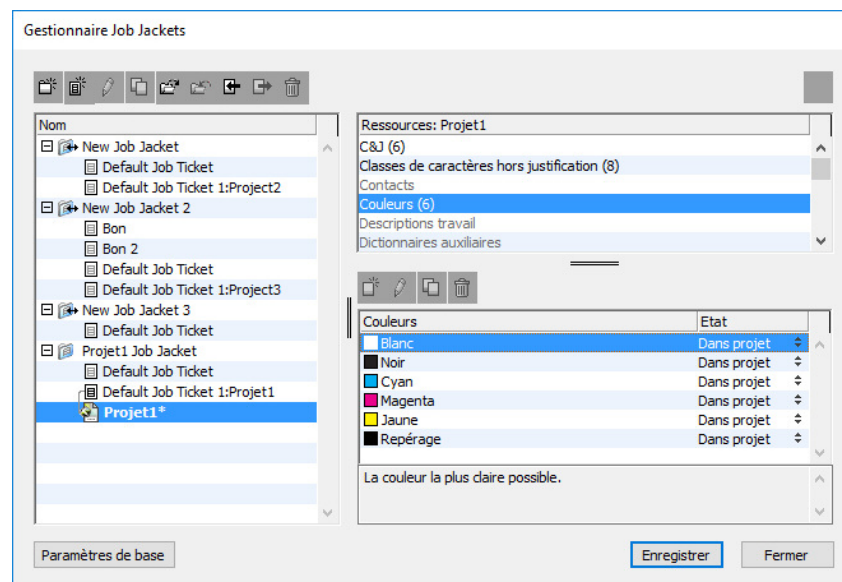 Gestionnaire Job Jackets
Nom
New Job Jacket
Default Job Ticket
Default Job Ticket 1:Project2
New Job Jacket 2
Bon
Bon 2
Default Job Ticket
Default Job Ticket 1:Project3
New Job Jacket 3
Default Job Ticket
Projet1 Job Jacket
Default Job Ticket
Default Job Ticket 1:Projet1
Projet1*
Ressources: Projet1
C&J (6)
Classes de caractères hors justification (8)
Contacts
Couleurs (6)
Descriptions travail
Dictionnaires auxiliaires
Couleurs Etat
Blanc Dans projet
Noir Dans projet
Cyan Dans projet
Magenta Dans projet
Jaune Dans projet
Repérage Dans projet
La couleur la plus claire possible.
Paramètres de base
Enregistrer
Fermer